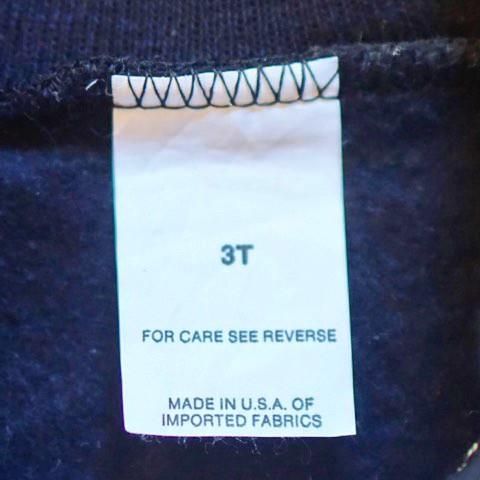 3T
FOR CARE SEE REVERSE
MADE IN U.S.A. OF
IMPORTED FABRICS